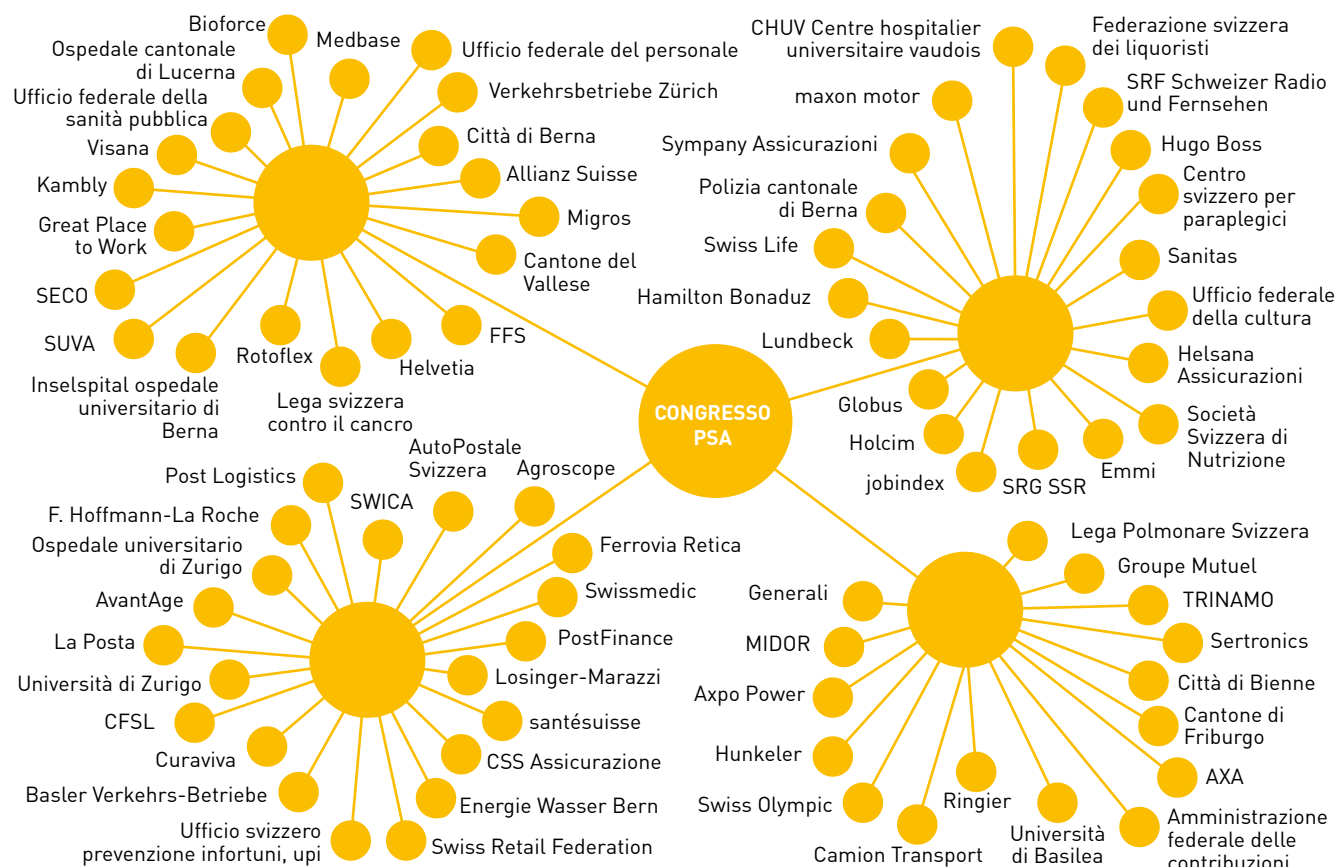 Bioforce
Medbase
Ufficio federale del personale
Ospedale cantonale
di Lucerna
Verkehrsbetriebe Zürich
Ufficio federale della
sanità pubblica
Città di Berna
Visana
Allianz Suisse
Kambly
Migros
Great Place
to Work
Cantone del
Vallese
SECO
FFS
SUVA
Rotoflex
Helvetia
Inselspital ospedale
universitario di
Berna
Lega svizzera
contro il cancro
CHUV Centre hospitalier
universitaire vaudois
Federazione svizzera
dei liquoristi
maxon motor
SRF Schweizer Radio
und Fernsehen
Sympany Assicurazioni
Hugo Boss
Polizia cantonale
di Berna
Centro
svizzero per
paraplegici
Swiss Life
Sanitas
Hamilton Bonaduz
Ufficio federale
della cultura
Lundbeck
Helsana
Assicurazioni
Globus
Holcim
Società
Svizzera di
Nutrizione
jobindex
SRG SSR
Emmi
CONGRESSO
PSA
AutoPostale
Svizzera
Agroscope
Post Logistics
SWICA
F. Hoffmann-La Roche
Ospedale universitario
di Zurigo
Ferrovia Retica
AvantAge
Swissmedic
La Posta
PostFinance
Università di Zurigo
Losinger-Marazzi
CFSL
santésuisse
Curaviva
CSS Assicurazione
Basler Verkehrs-Betriebe
Energie Wasser Bern
Ufficio svizzero
prevenzione infortuni, upi
Swiss Retail Federation
Lega Polmonare Svizzera
Groupe Mutuel
Generali
TRINAMO
MIDOR
Sertronics
Axpo Power
Città di Bienne
Hunkeler
Cantone di
Friburgo
Swiss Olympic
Ringier
AXA
Camion Transport
Università
di Basilea
Amministrazione
federale delle
contribuzioni